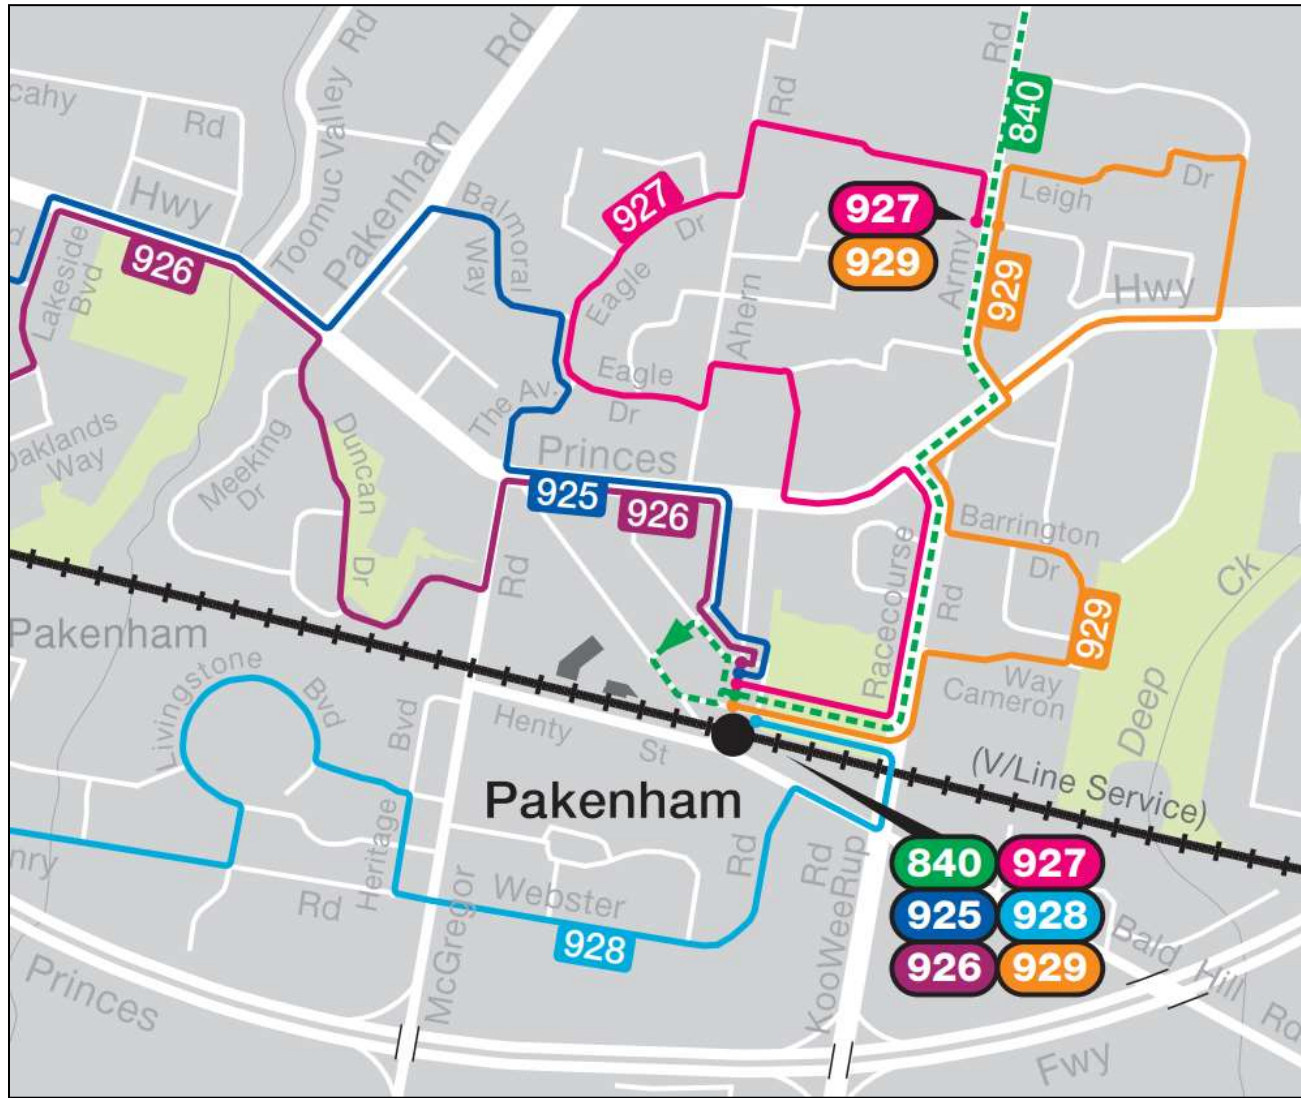 Rd
Rd
Rd
cahy
Rd
Toomuc Valley
Pakenham
Rd
840
Hwy
Pakenham
Balmoral
Way
927
Dr
927
929
Army
Leigh
Dr
Lakeside
Bvd
926
Eagle
Ahern
929
Hwy
Eagle
Dr
The Av.
Oaklands
Way
Meeking
Dr
Duncan
Dr
Princes
925
926
Rd
Racecourse
Rd
Barrington
Dr
929
Ck
Deep
Pakenham
Way
Cameron
Livingstone
Bvd
Bvd
Henty
St
(V/Line Service)
Pakenham
Heritage
Rd
Webster
Rd
Rd
928
McGregor
KooWeeRup
840
927
925
928
926
929
Bald
Hill
Rd
Princes
Fwy